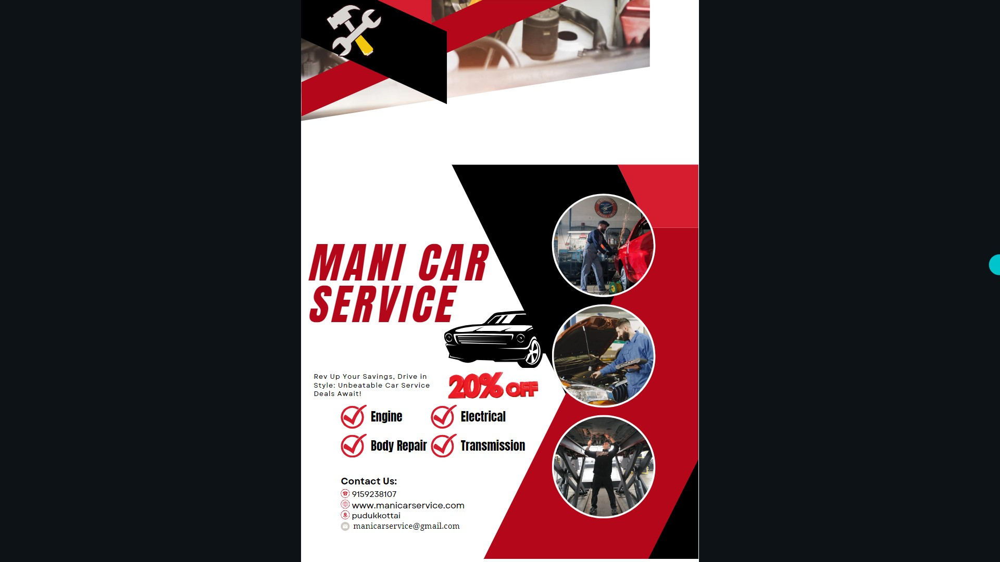 MANI CAR
SERVICE
Rev Up Your Savings, Drive in
Style: Unbeatable Car Service
Deals Await!
20% OFF
Engine
Electrical
Body Repair
Transmission
Contact Us:
9159238107
www.manicarservice.com
pudukkottai
manicarservice@gmail.com